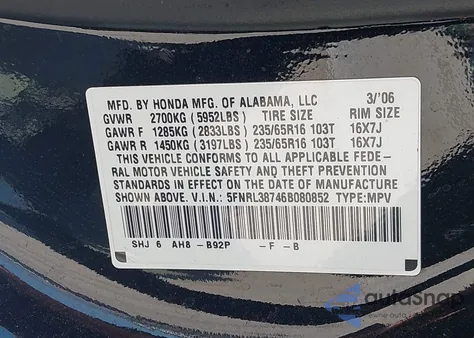 MFD. BY HONDA MFG. OF ALABAMA, LLC 3/'06
GVWR 2700KG (5952LBS) TIRE SIZE RIM SIZE
GAWR F 1285KG (2833LBS) 235/65R16 103T 16X7J
GAWR R 1450KG (3197LBS) 235/65R16 103T 16X7J
THIS VEHICLE CONFORMS TO ALL APPLICABLE FEDE-
RAL MOTOR VEHICLE SAFETY AND THEFT PREVENTION
STANDARDS IN EFFECT ON THE DATE OF MANUFACTURE
SHOWN ABOVE. V.I.N.: 5FNRL38746B080852 TYPE:MPV
SHJ 6 AH8 -B92P -F -B
autoSnap